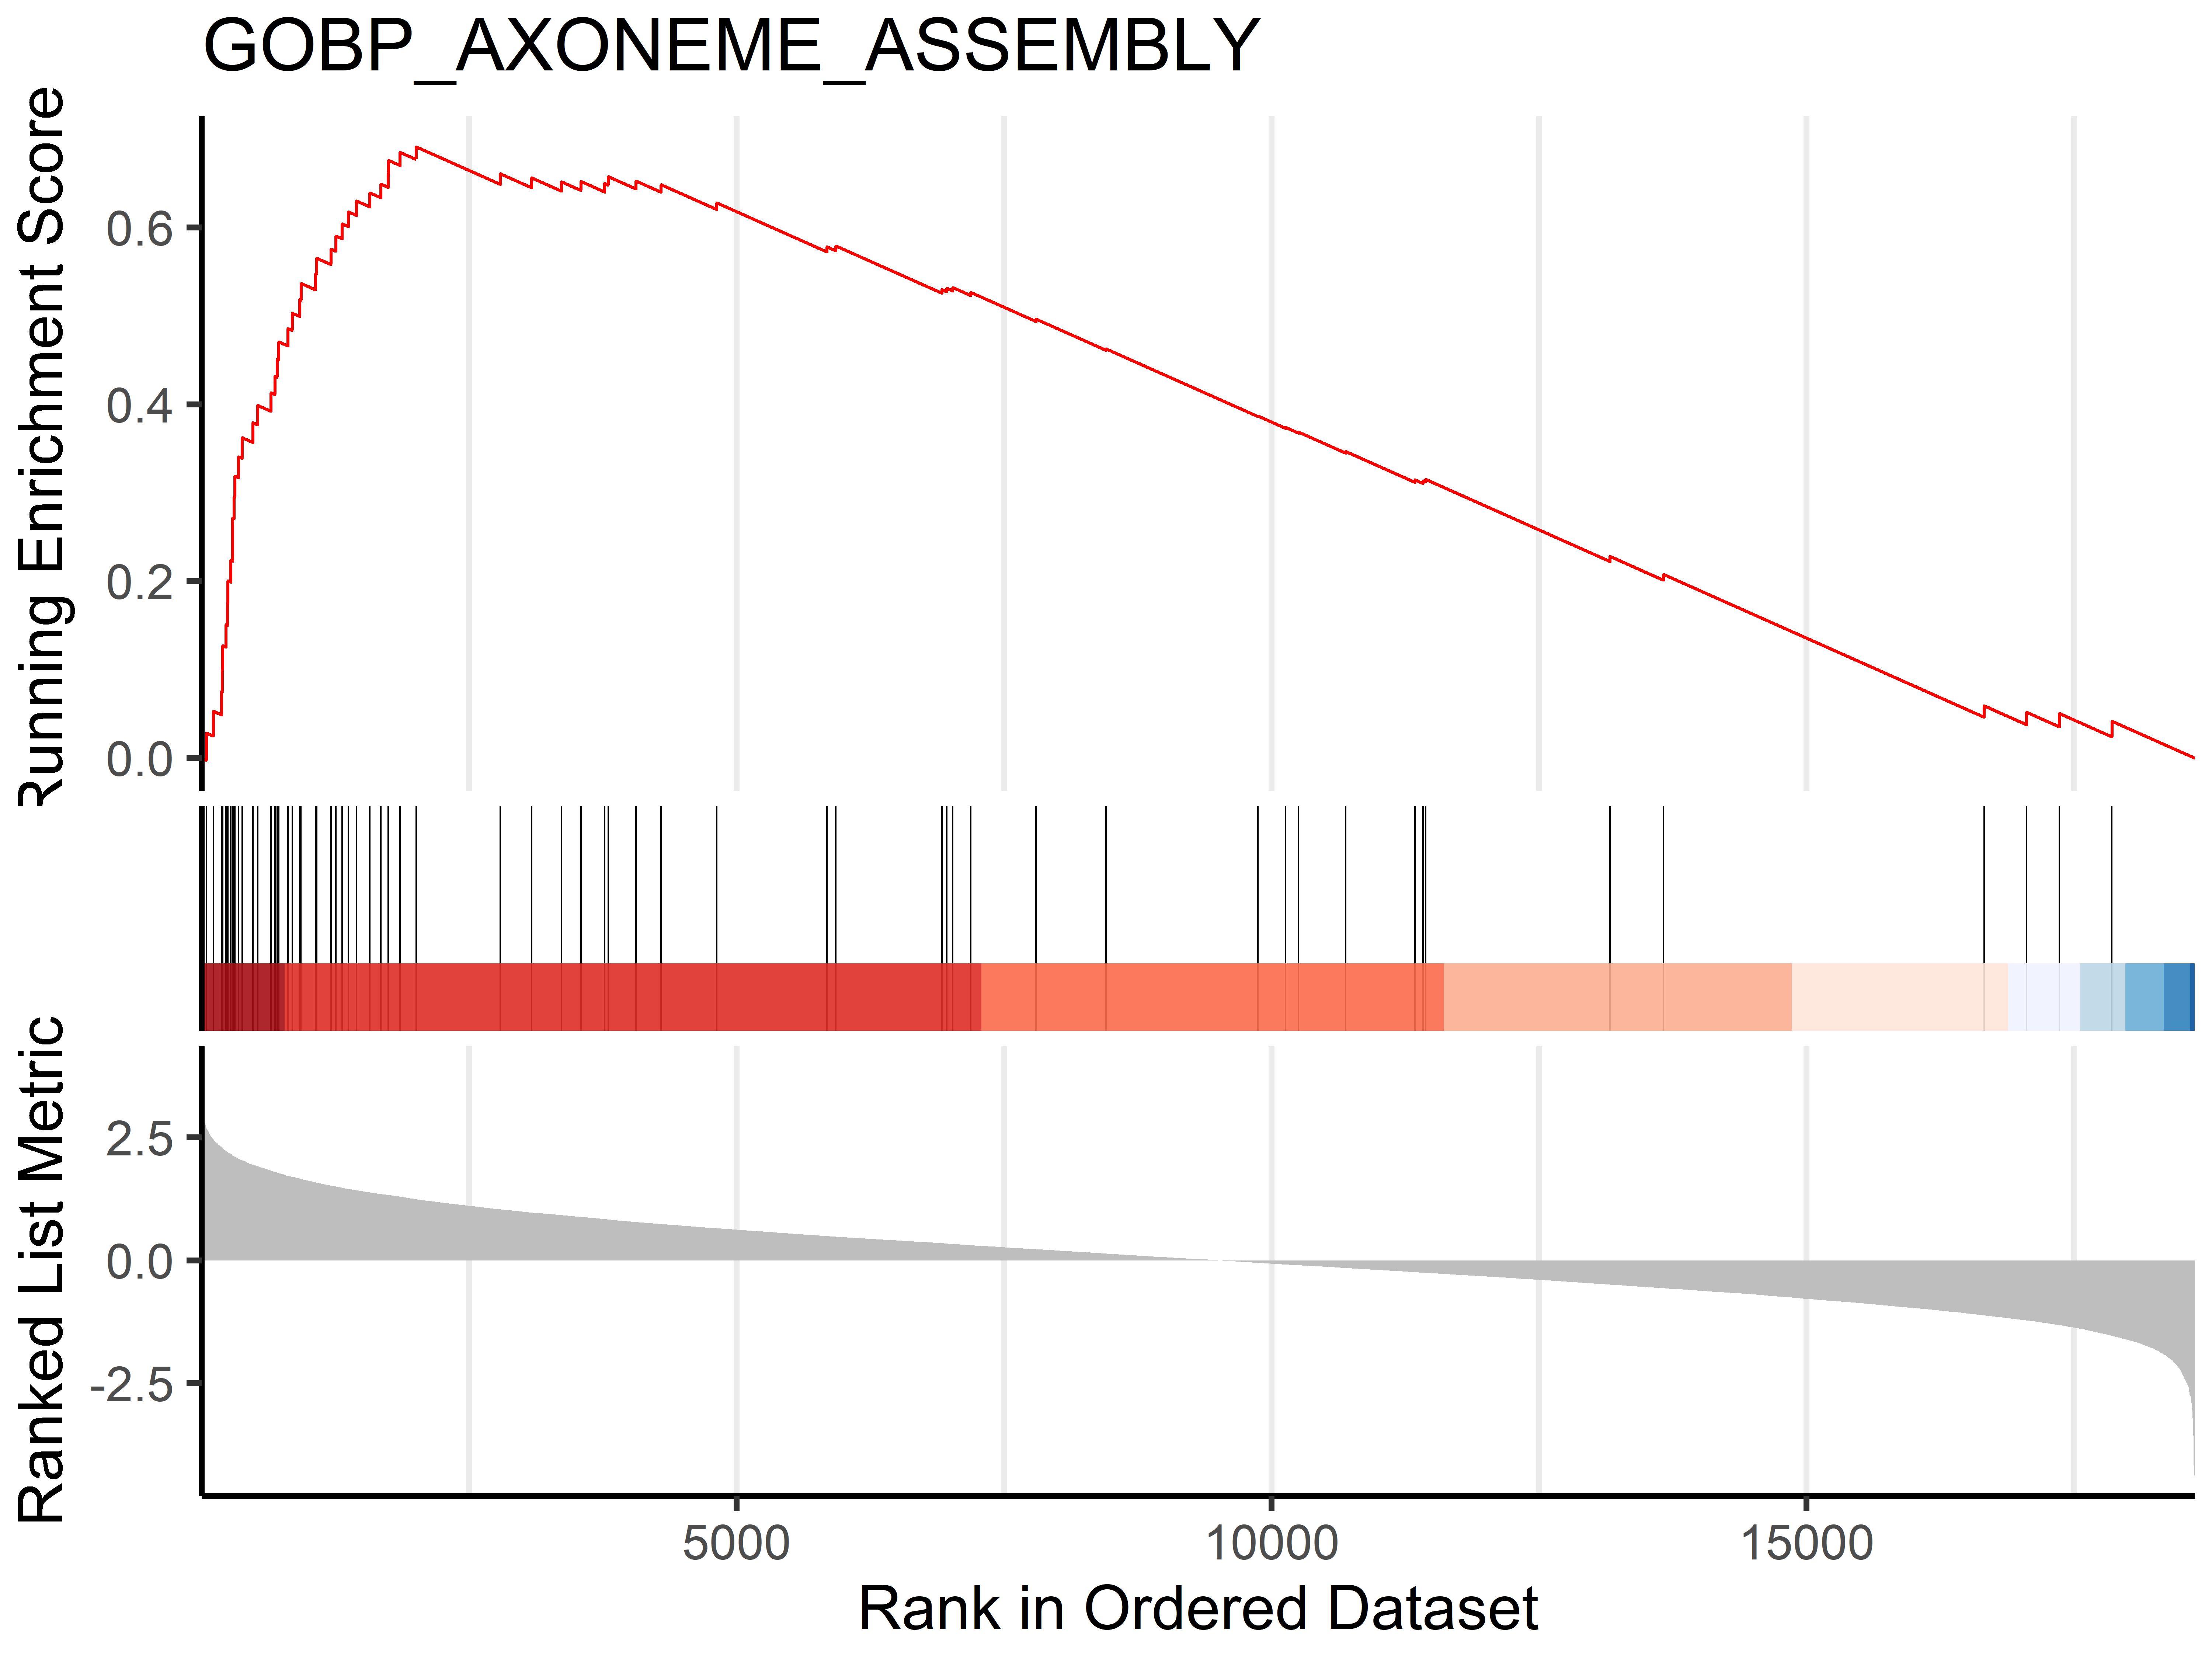 GOBP_AXONEME_ASSEMBLY
Running Enrichment Score
0.6
0.4
0.2
0.0
Ranked List Metric
2.5
0.0
-2.5
5000 10000 15000
Rank in Ordered Dataset